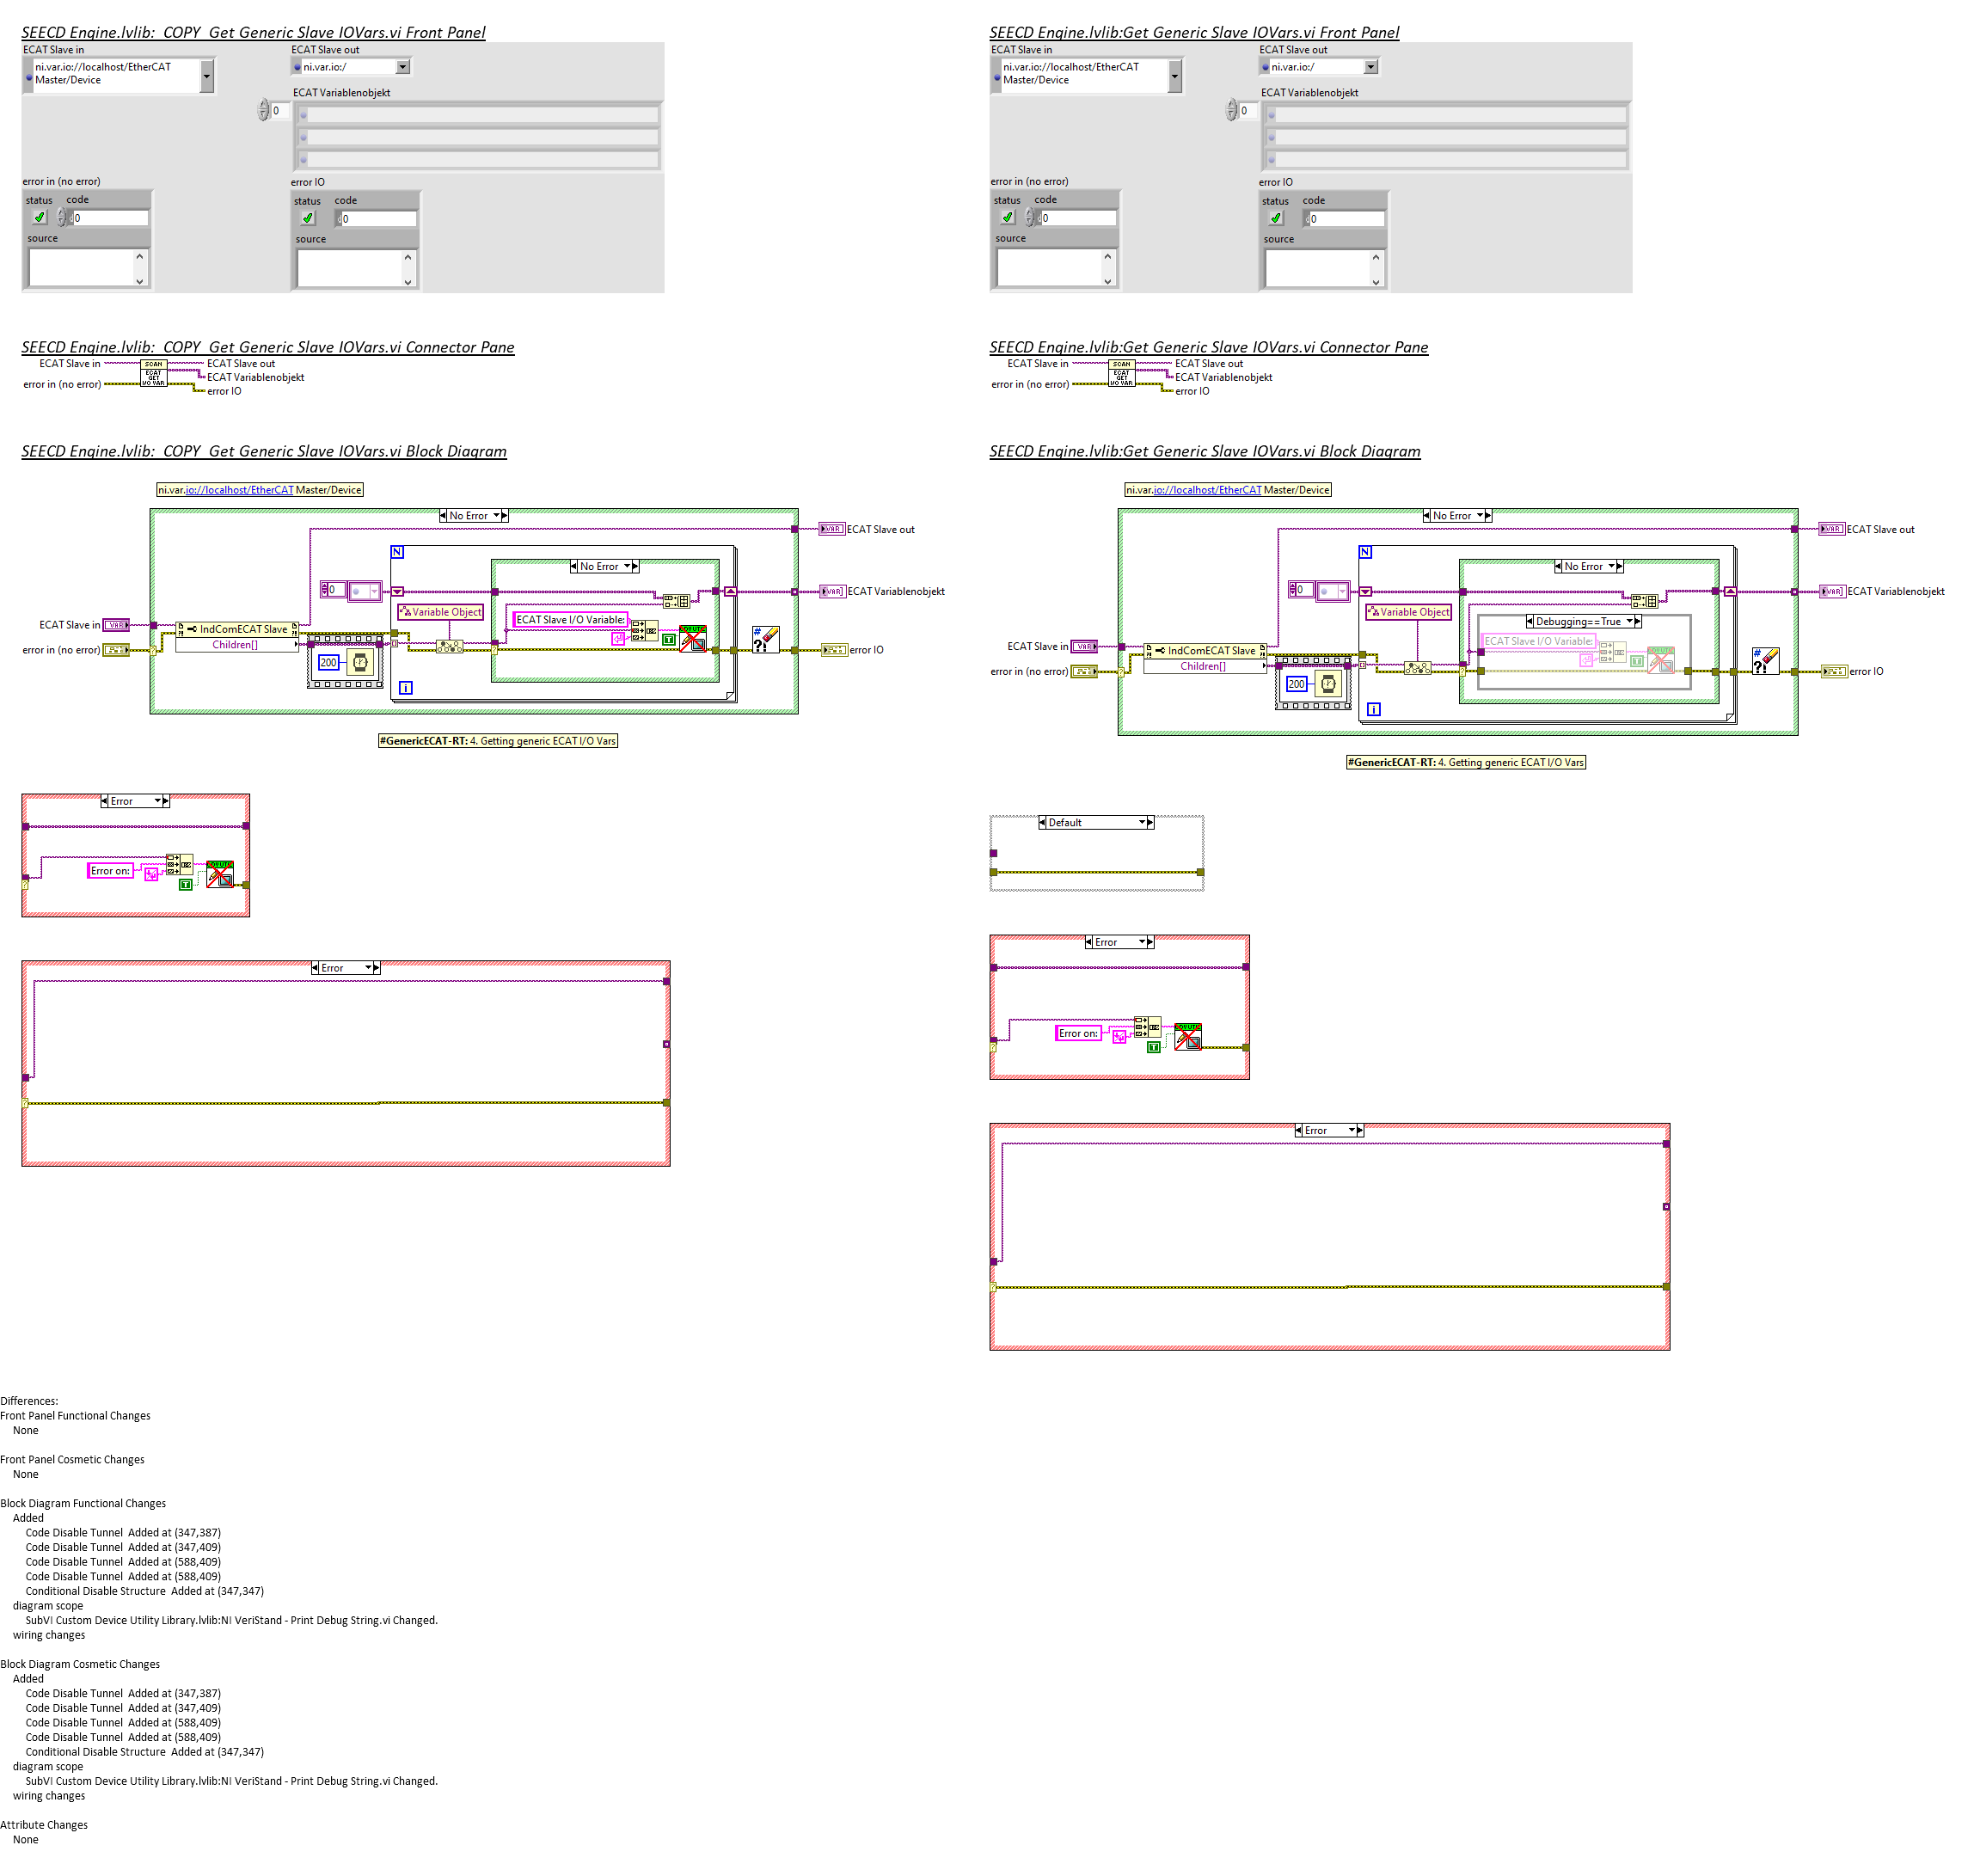 SEECD Engine.lvlib:  COPY  Get Generic Slave IOVars.vi Front Panel
ECAT Slave in
ECAT Slave out
ni.var.io://localhost/EtherCAT
Master/Device
ni.var.io:/
ECAT Variablenobjekt
0
error in (no error)
error IO
status code
0
source
status code
0
source
SEECD Engine.lvlib:Get Generic Slave IOVars.vi Front Panel
ECAT Slave in
ECAT Slave out
ni.var.io://localhost/EtherCAT
Master/Device
ni.var.io:/
ECAT Variablenobjekt
0
error in (no error)
error IO
status code
0
source
status code
0
source
SEECD Engine.lvlib:  COPY  Get Generic Slave IOVars.vi Connector Pane
ECAT Slave in
error in (no error)
SCAN
ECAT
GET
I/O VAR
ECAT Slave out
ECAT Variablenobjekt
error IO
SEECD Engine.lvlib:Get Generic Slave IOVars.vi Connector Pane
ECAT Slave in
error in (no error)
SCAN
ECAT
GET
I/O VAR
ECAT Slave out
ECAT Variablenobjekt
error IO
SEECD Engine.lvlib:  COPY  Get Generic Slave IOVars.vi Block Diagram
ni.var.io://localhost/EtherCAT Master/Device
No Error
ECAT Slave out
N
No Error
0
ECAT Variablenobjekt
Variable Object
ECAT Slave I/O Variable:
ECAT Slave in
IndComECAT Slave
Children[]
error in (no error)
T
#
?!
error IO
200
i
#GenericECAT-RT: 4. Getting generic ECAT I/O Vars
Error
Error on:
T
Error
SEECD Engine.lvlib:Get Generic Slave IOVars.vi Block Diagram
ni.var.io://localhost/EtherCAT Master/Device
No Error
ECAT Slave out
N
No Error
0
ECAT Variablenobjekt
Variable Object
Debugging==True
ECAT Slave I/O Variable:
ECAT Slave in
IndComECAT Slave
Children[]
error in (no error)
T
#
?!
error IO
200
i
#GenericECAT-RT: 4. Getting generic ECAT I/O Vars
Default
Error
Error on:
T
Error
Differences:
Front Panel Functional Changes
None
Front Panel Cosmetic Changes
None
Block Diagram Functional Changes
Added
Code Disable Tunnel  Added at (347,387)
Code Disable Tunnel  Added at (347,409)
Code Disable Tunnel  Added at (588,409)
Code Disable Tunnel  Added at (588,409)
Conditional Disable Structure  Added at (347,347)
diagram scope
SubVI Custom Device Utility Library.lvlib:NI VeriStand - Print Debug String.vi Changed.
wiring changes
Block Diagram Cosmetic Changes
Added
Code Disable Tunnel  Added at (347,387)
Code Disable Tunnel  Added at (347,409)
Code Disable Tunnel  Added at (588,409)
Code Disable Tunnel  Added at (588,409)
Conditional Disable Structure  Added at (347,347)
diagram scope
SubVI Custom Device Utility Library.lvlib:NI VeriStand - Print Debug String.vi Changed.
wiring changes
Attribute Changes
None